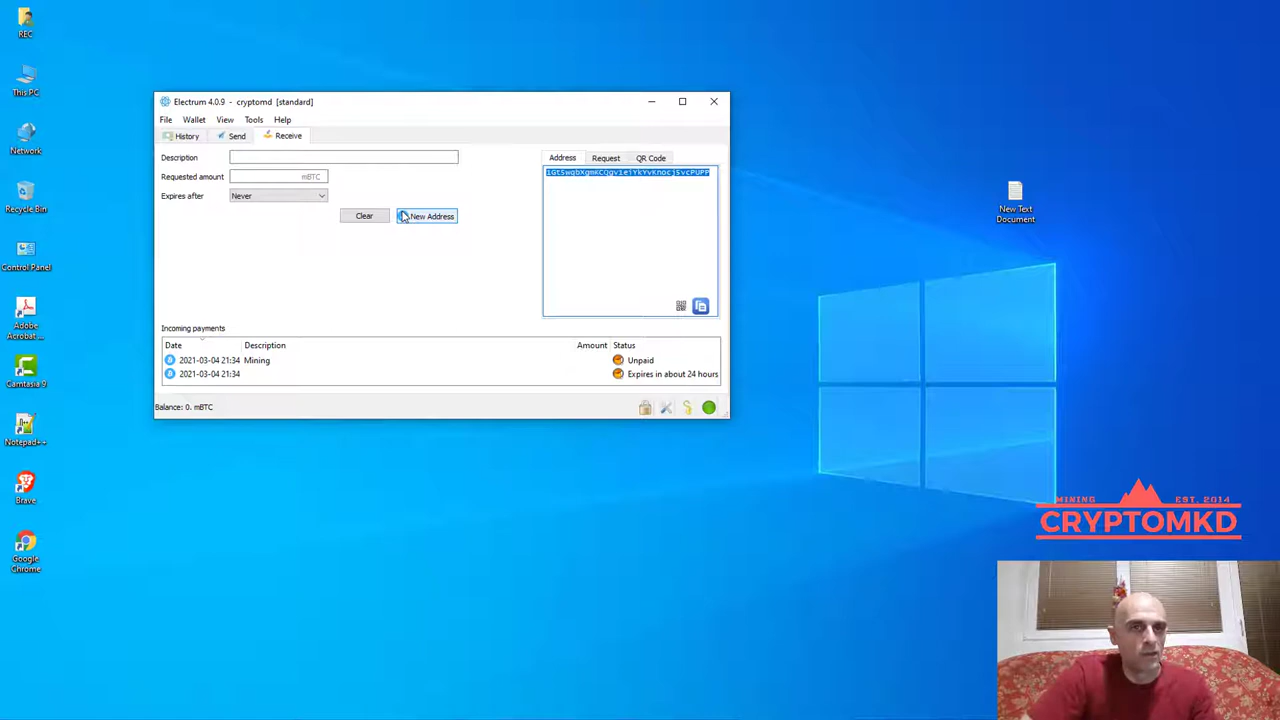 REC
This PC
Network
Recycle Bin
Control Panel
Adobe
Acrobat ...
Camtasia 9
Notepad++
Brave
Google
Chrome
Electrum 4.0.9 - cryptomd [standard]
File Wallet View Tools Help
History Send Receive
Description
Requested amount mBTC
Expires after Never
Clear New Address
Address Request QR Code
Incoming payments
Date Description Amount Status
2021-03-04 21:34 Mining Unpaid
2021-03-04 21:34 Expires in about 24 hours
Balance: 0. mBTC
New Text
Document
MINING EST. 2014
CRYPTOMKD